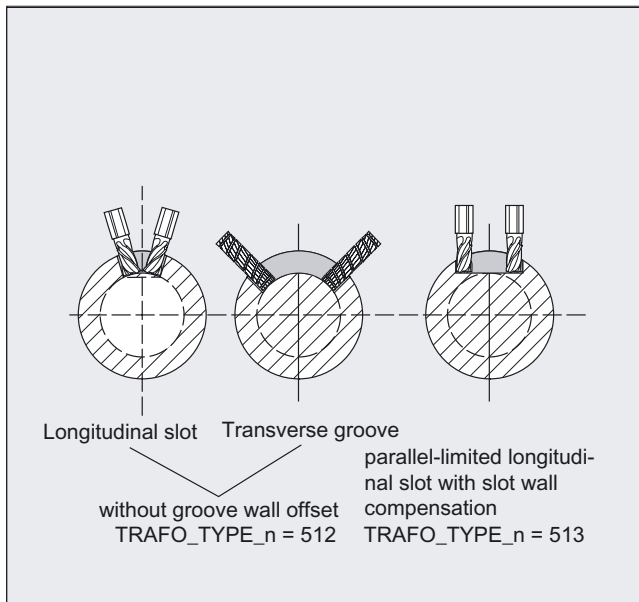 Longitudinal slot
Transverse groove
without groove wall offset
TRAFO_TYPE_n = 512
parallel-limited longitudi-
nal slot with slot wall
compensation
TRAFO_TYPE_n = 513